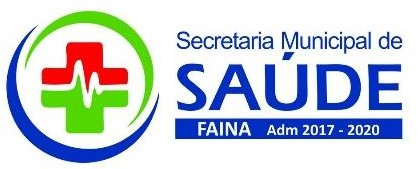 Secretaria Municipal de
SAÚDE
FAINA Adm 2017 - 2020